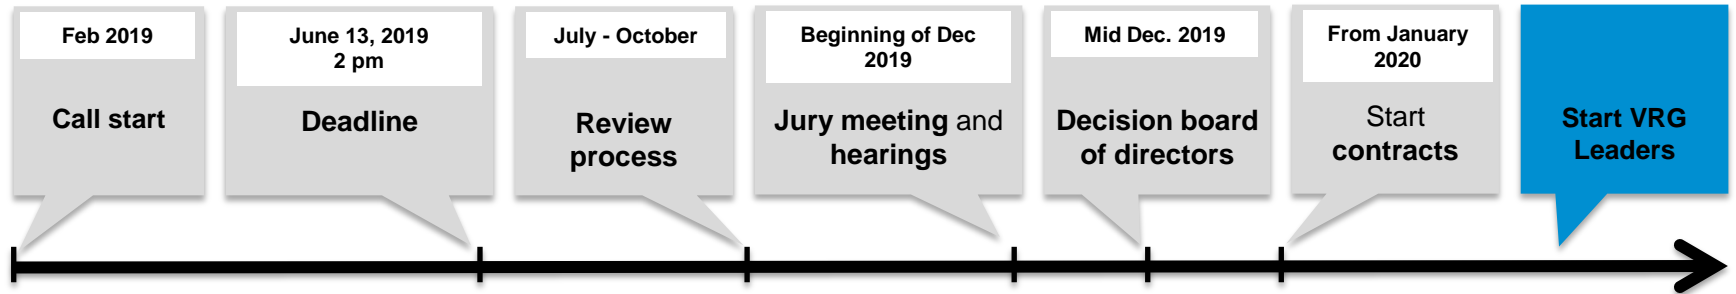 Feb 2019
Call start
June 13, 2019
2 pm
Deadline
July - October
Review
process
Beginning of Dec
2019
Jury meeting and
hearings
Mid Dec. 2019
Decision board
of directors
From January
2020
Start
contracts
Start VRG
Leaders